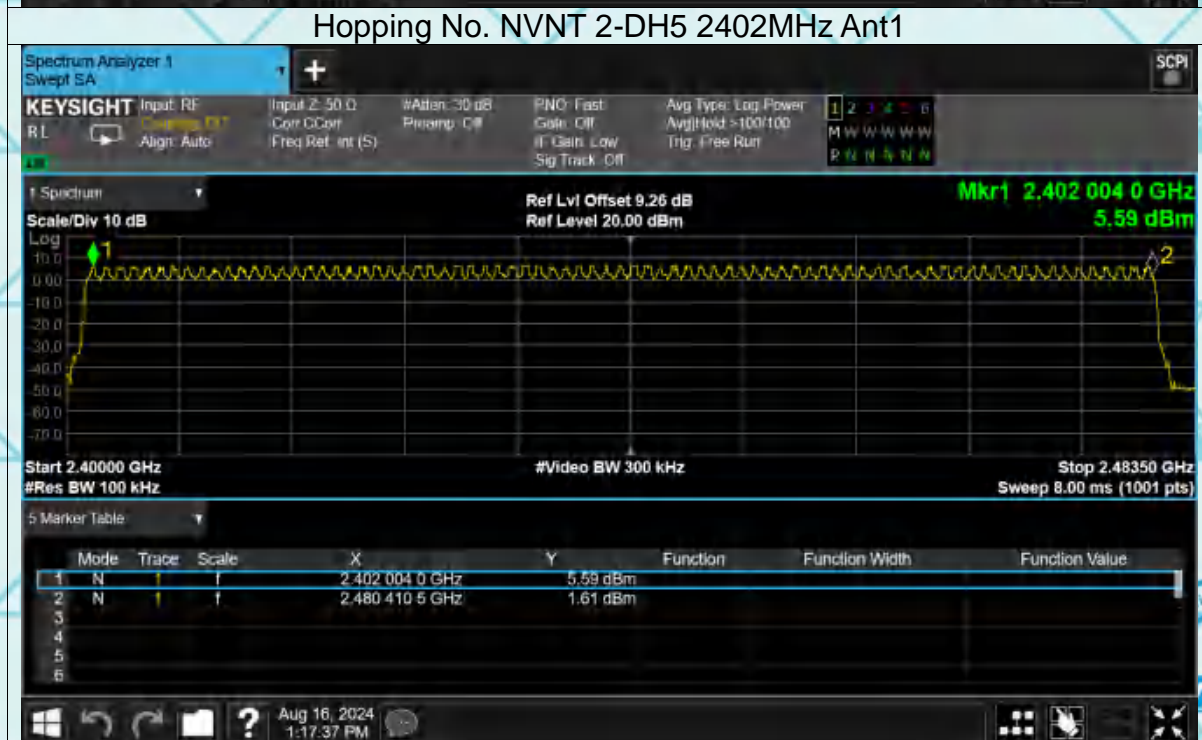 Hopping No. NVNT 2-DH5 2402MHz Ant1
Spectrum Analyzer 1
Swept SA
+
SCPI
KEYSIGHT Input: RF Input Z: 50 Ω #Atten: 30 dB PNO: Fast Avg Type: Log-Power 1 2 3 4 5 6
RL Corr CCorr Preamp: Off Gate: Off Avg|Hold >100/100 M W W W W W
Align: Auto Freq Ref: Int (S) IF Gain: Low Trig: Free Run P N N N N N
Sig Track: Off
1 Spectrum
Ref Lvl Offset 9.26 dB Mkr1 2.402 004 0 GHz
Scale/Div 10 dB Ref Level 20.00 dBm 5.59 dBm
Log
1
2
10.0
0.00
-10.0
-20.0
-30.0
-40.0
-50.0
-60.0
-70.0
Start 2.40000 GHz #Video BW 300 kHz Stop 2.48350 GHz
#Res BW 100 kHz Sweep 8.00 ms (1001 pts)
5 Marker Table
Mode Trace Scale X Y Function Function Width Function Value
1 N 1 f 2.402 004 0 GHz 5.59 dBm
2 N 1 f 2.480 410 5 GHz 1.61 dBm
3
4
5
6
?
Aug 16, 2024
1:17:37 PM